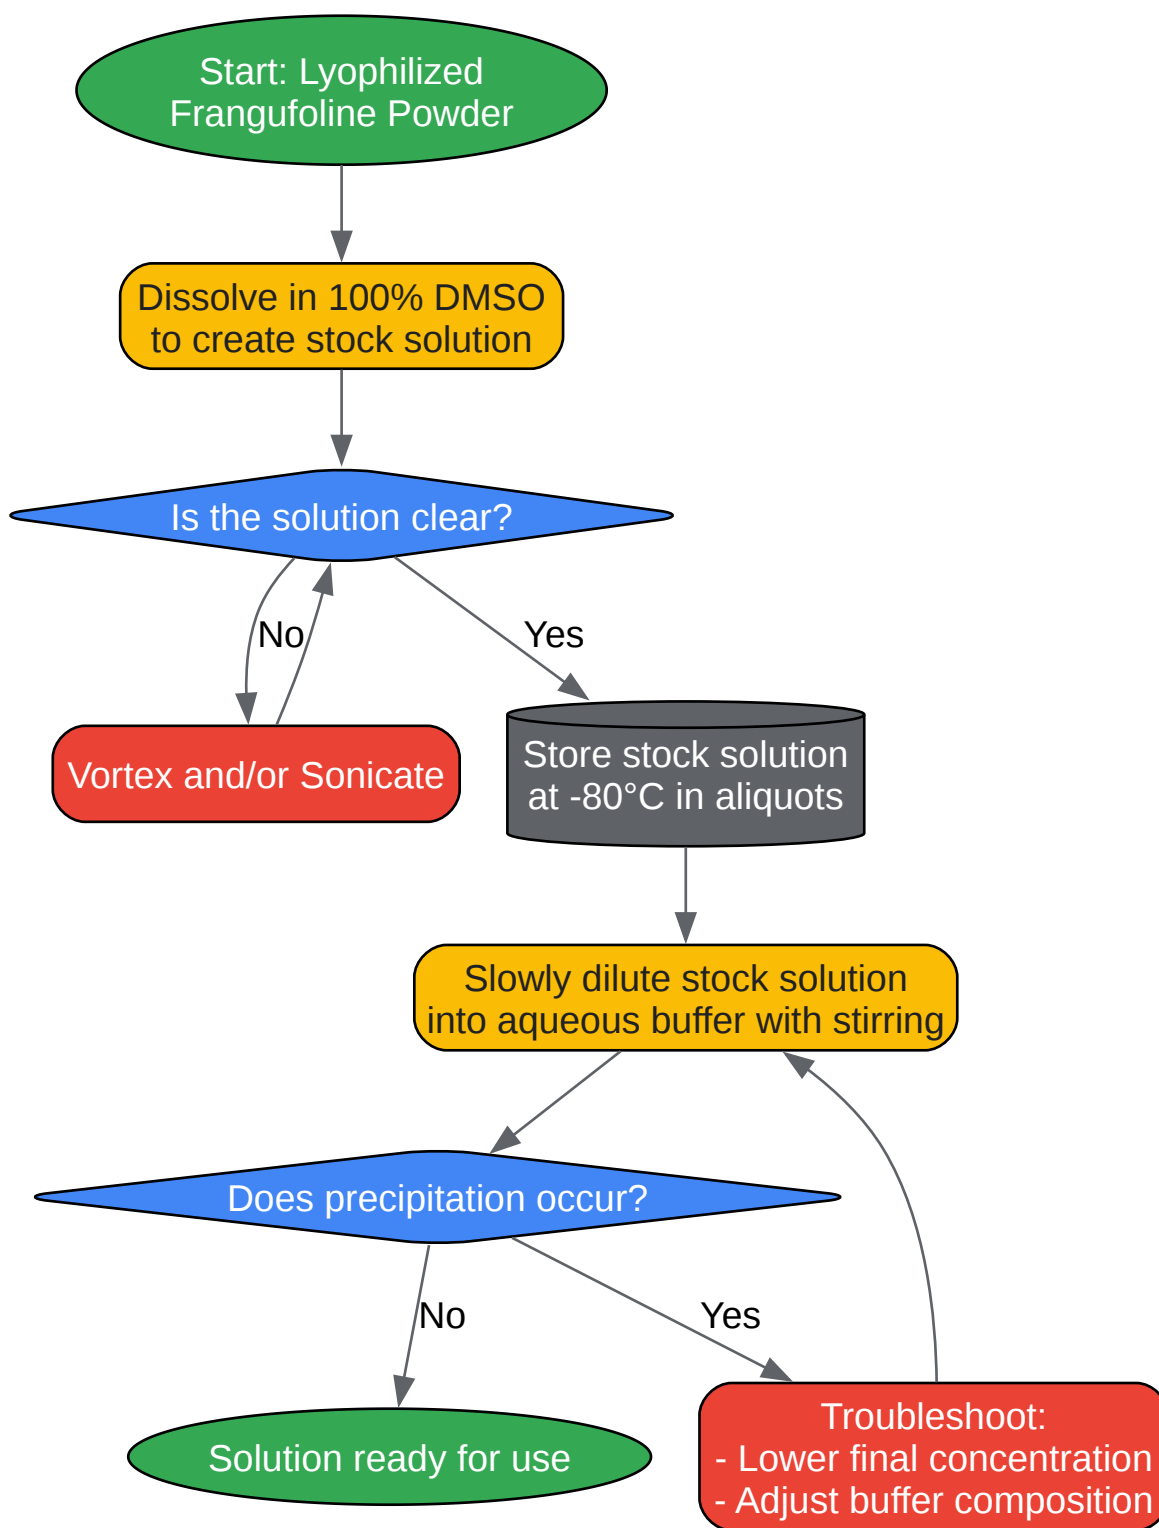 Start: Lyophilized
Frangufoline Powder
Dissolve in 100% DMSO
to create stock solution
Is the solution clear?
No
Yes
Vortex and/or Sonicate
Store stock solution
at -80°C in aliquots
Slowly dilute stock solution
into aqueous buffer with stirring
Does precipitation occur?
No
Yes
Solution ready for use
Troubleshoot:
- Lower final concentration
- Adjust buffer composition